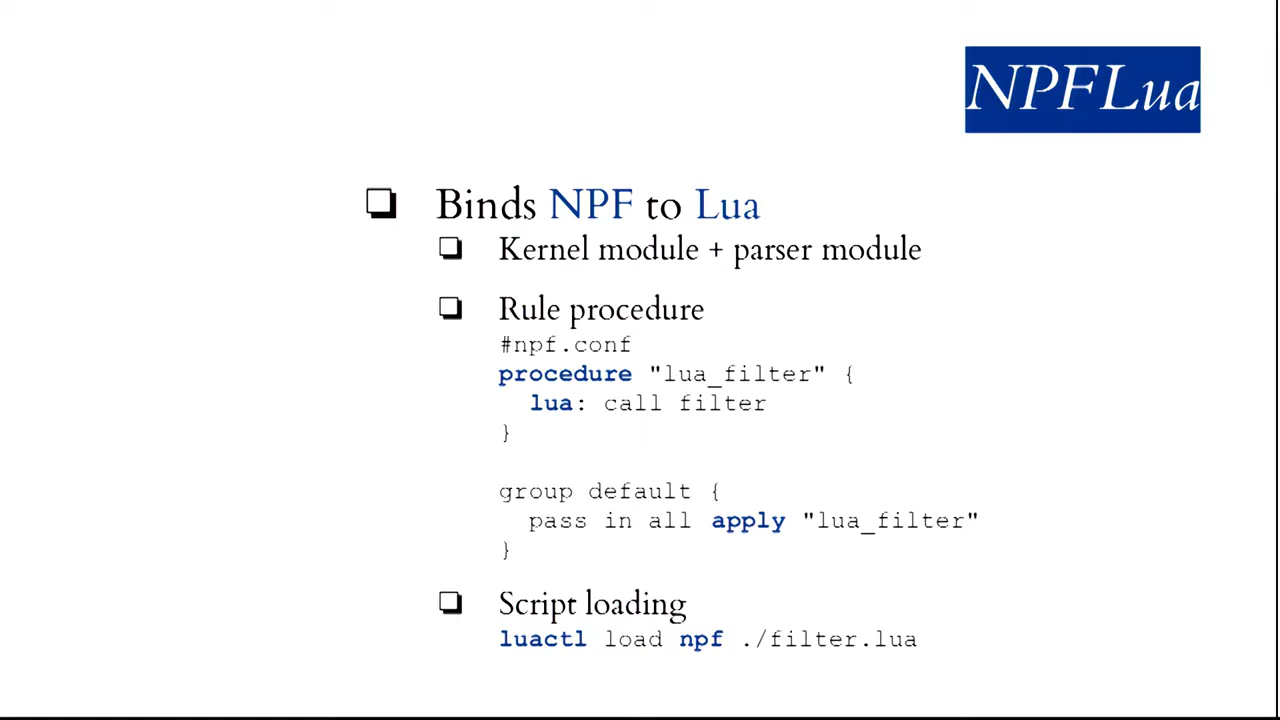 NPFLua
Binds NPF to Lua
Kernel module + parser module
Rule procedure
#npf.conf
procedure "lua_filter" {
lua: call filter
}
group default {
pass in all apply "lua_filter"
}
Script loading
luactl load npf ./filter.lua